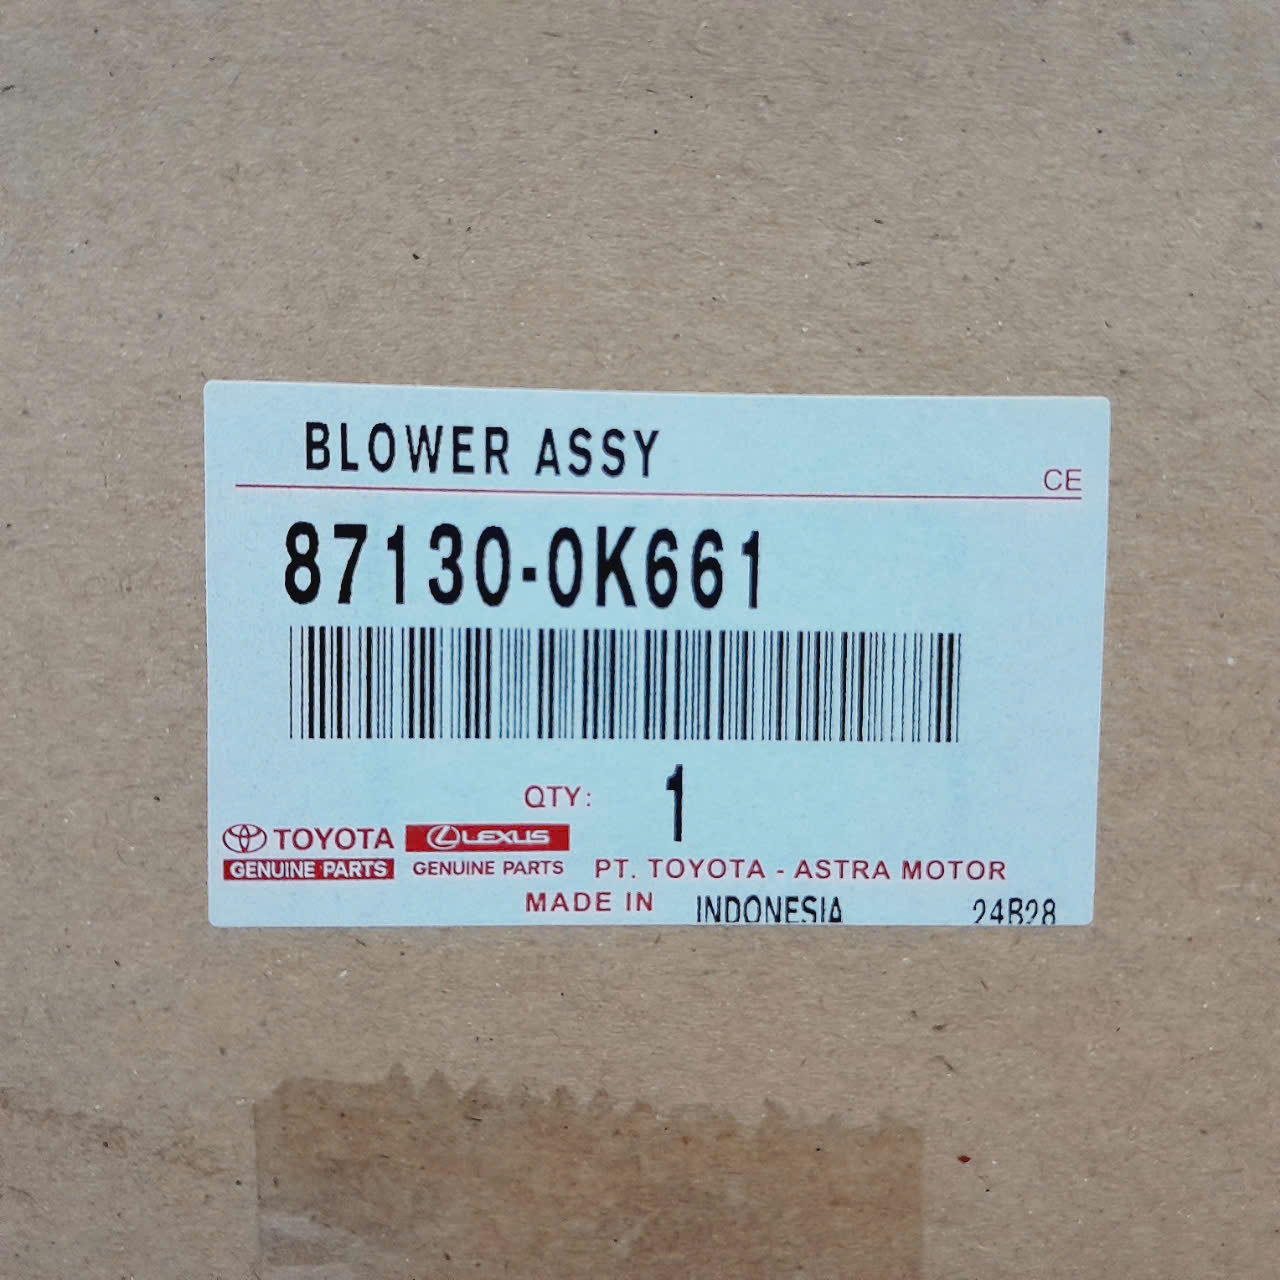 BLOWER ASSY
CE
87130-0K661
QTY: 1
TOYOTA LEXUS
GENUINE PARTS GENUINE PARTS PT. TOYOTA - ASTRA MOTOR
MADE IN INDONESIA 24B28